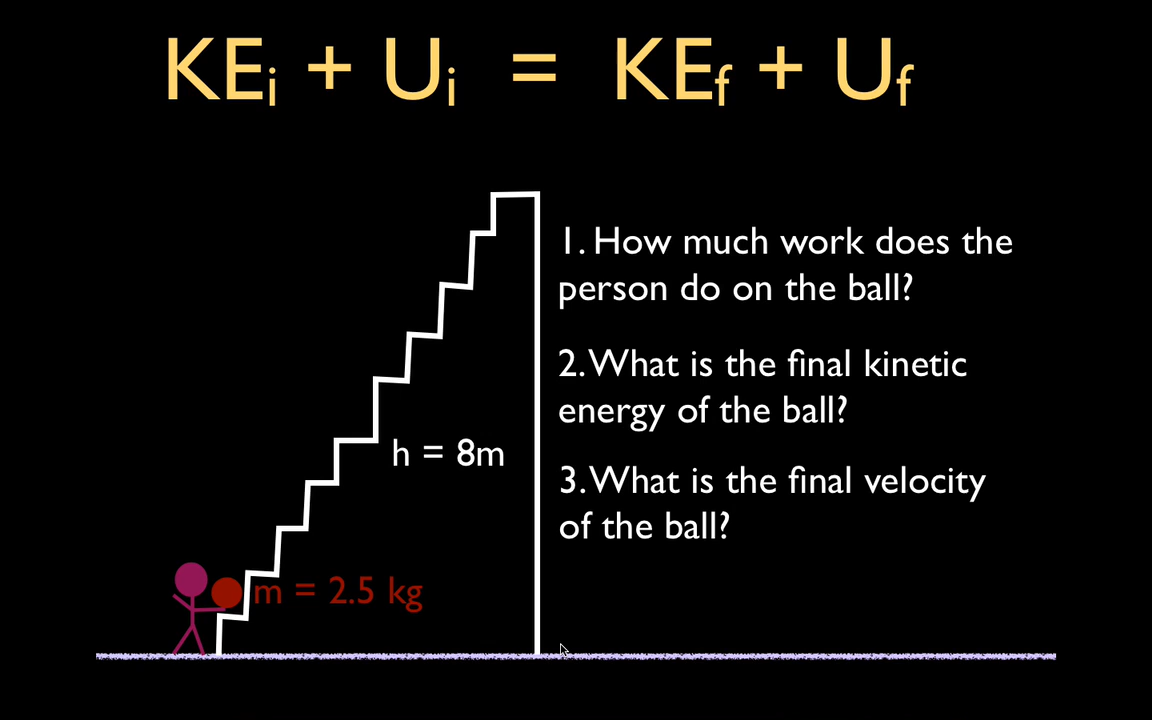 KEi + Ui = KEf + Uf
1. How much work does the
person do on the ball?
2. What is the final kinetic
energy of the ball?
h = 8m
3. What is the final velocity
of the ball?
m = 2.5 kg